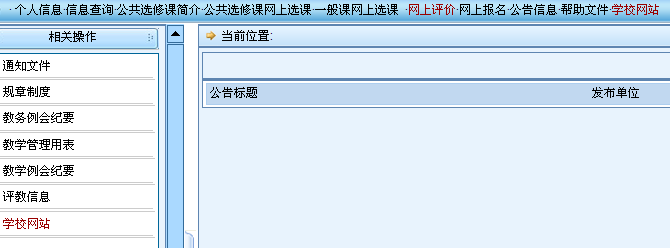 ·个人信息·信息查询·公共选修课简介·公共选修课网上选课·一般课网上选课 ·网上评价·网上报名·公告信息·帮助文件·学校网站
相关操作
当前位置:
通知文件
规章制度
公告标题 发布单位
教务例会纪要
教学管理用表
教学例会纪要
评教信息
学校网站